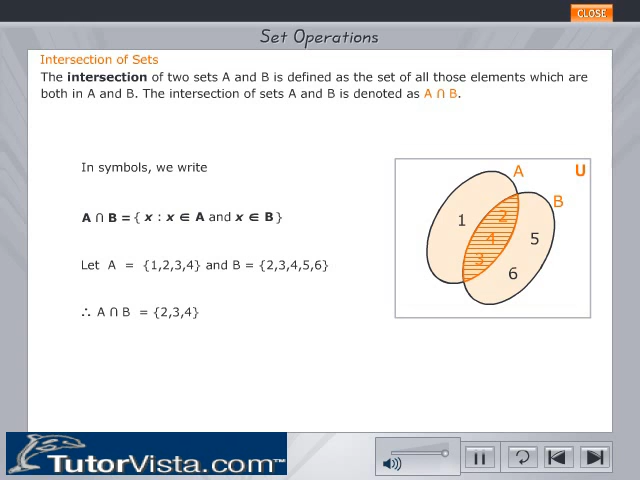 CLOSE
Set Operations
Intersection of Sets
The intersection of two sets A and B is defined as the set of all those elements which are
both in A and B. The intersection of sets A and B is denoted as A ∩ B.
In symbols, we write
A ∩ B = { x : x ∈ A and x ∈ B }
Let A = {1,2,3,4} and B = {2,3,4,5,6}
∴ A ∩ B = {2,3,4}
A
U
B
1
2
4
3
5
6
TutorVista.com™